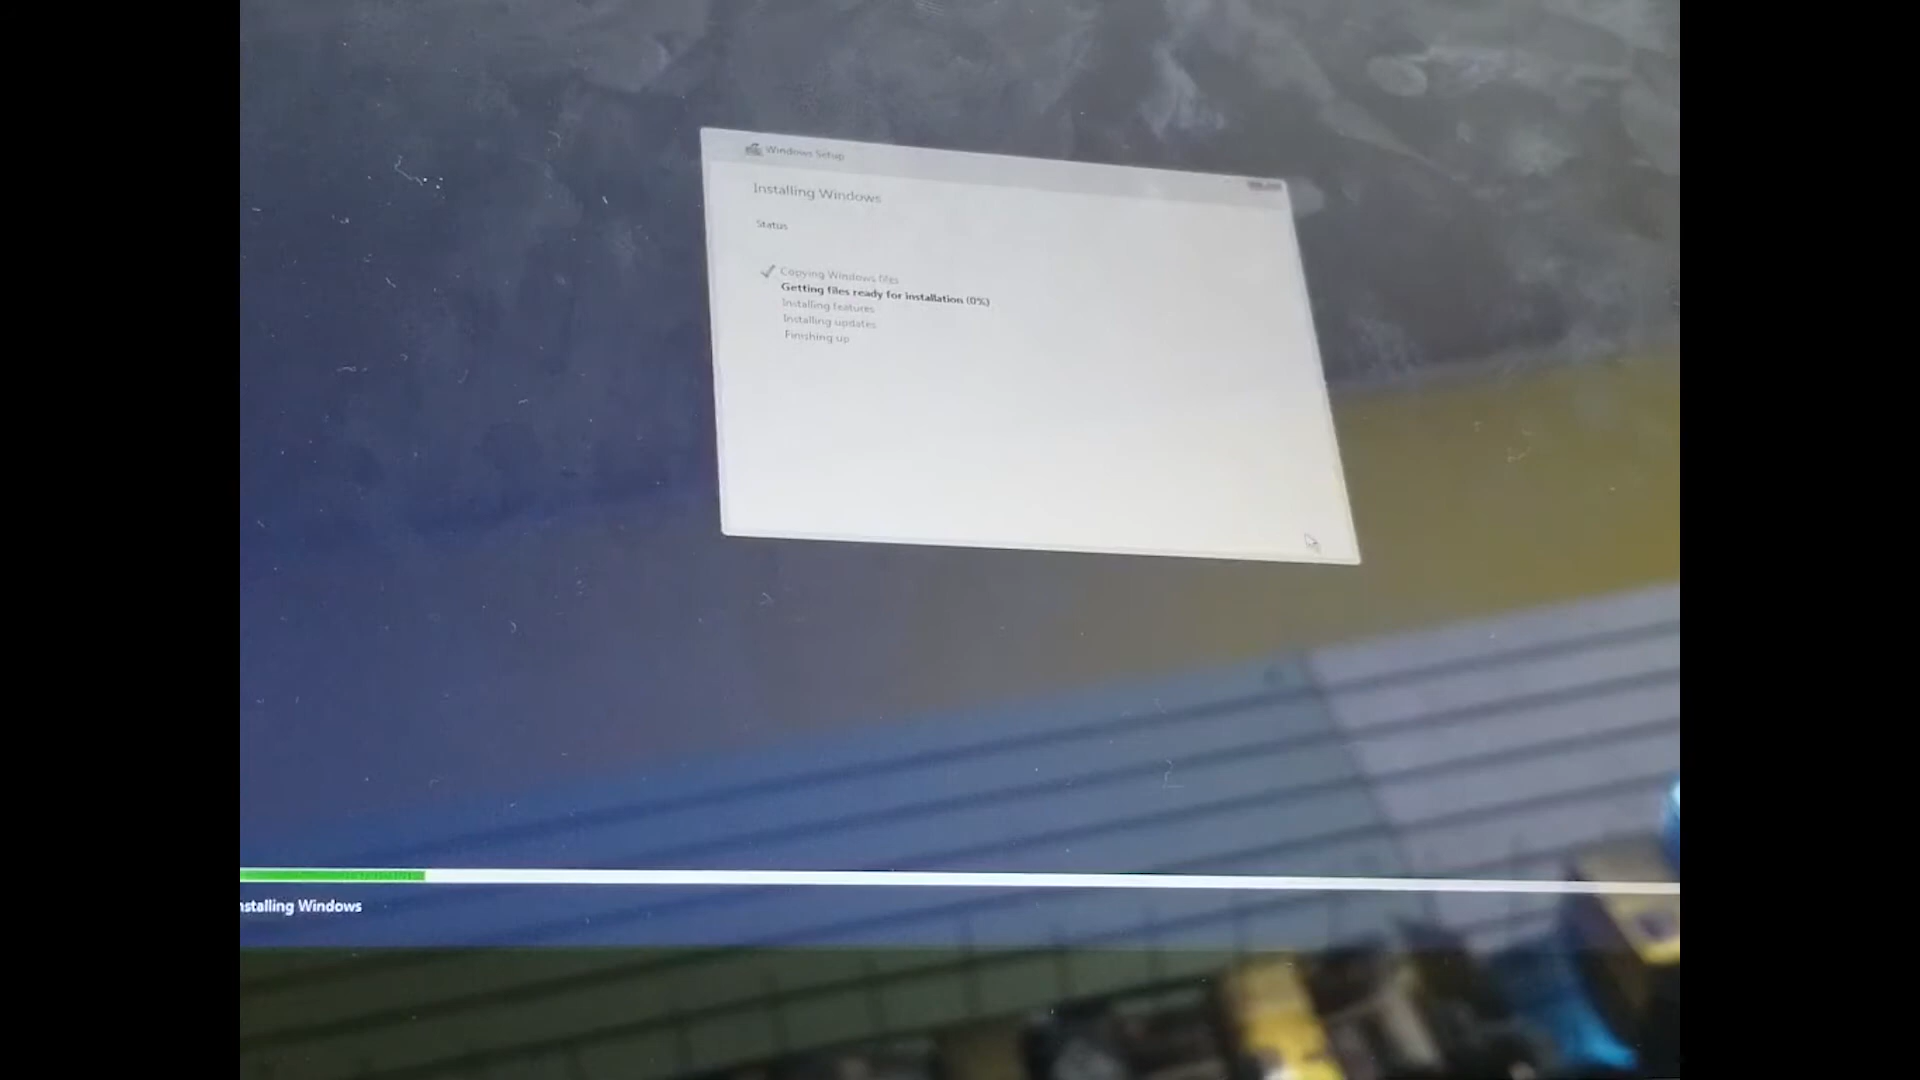 Windows Setup
Installing Windows
Status
Copying Windows files
Getting files ready for installation (0%)
Installing features
Installing updates
Finishing up
nstalling Windows